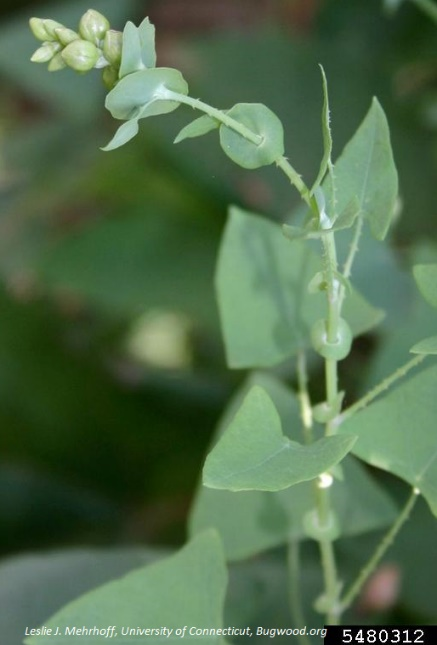 Leslie J. Mehrhoff, University of Connecticut, Bugwood.org
5480312